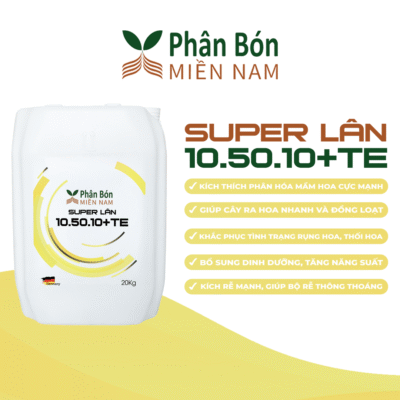 Phân Bón
MIỀN NAM
SUPER LÂN
10.50.10+TE
KÍCH THÍCH PHÂN HÓA MẦM HOA CỰC MẠNH
GIÚP CÂY RA HOA NHANH VÀ ĐỒNG LOẠT
KHẮC PHỤC TÌNH TRẠNG RỤNG HOA, THỐI HOA
BỔ SUNG DINH DƯỠNG, TĂNG NĂNG SUẤT
KÍCH RỄ MẠNH, GIÚP BỘ RỄ THÔNG THOÁNG
Phân Bón
MIỀN NAM
SUPER LÂN
10.50.10+TE
Germany
20Kg